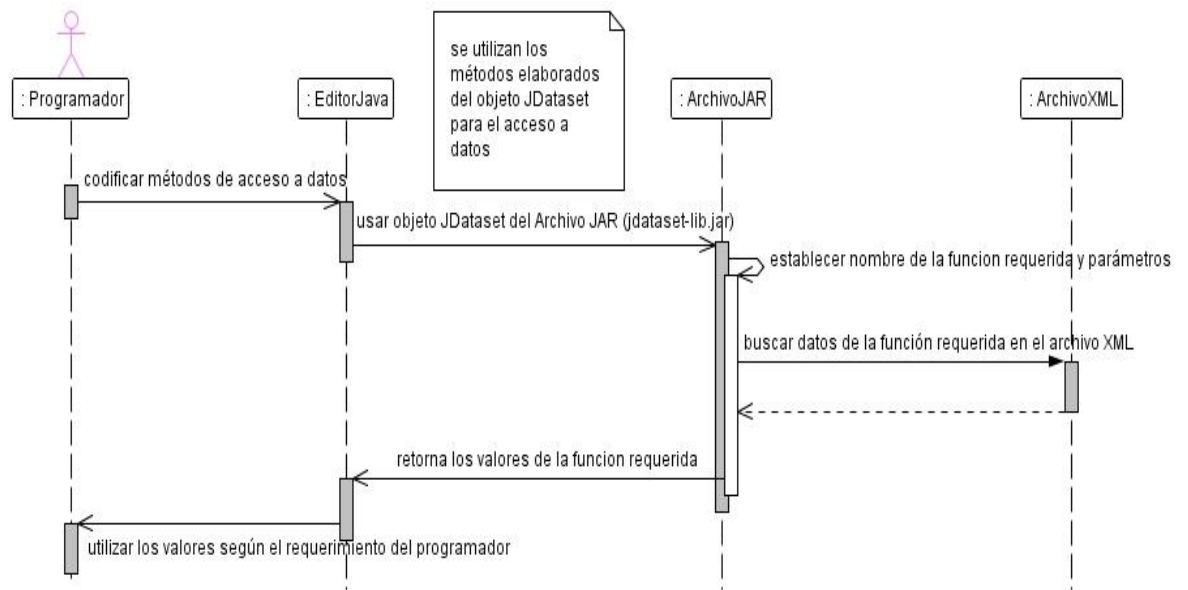 se utilizan los
métodos elaborados
del objeto JDataset
para el acceso a
datos
: Programador
: EditorJava
: ArchivoJAR
: ArchivoXML
codificar métodos de acceso a datos
usar objeto JDataset del Archivo JAR (jdataset-lib.jar)
establecer nombre de la funcion requerida y parámetros
buscar datos de la función requerida en el archivo XML
retorna los valores de la funcion requerida
utilizar los valores según el requerimiento del programador